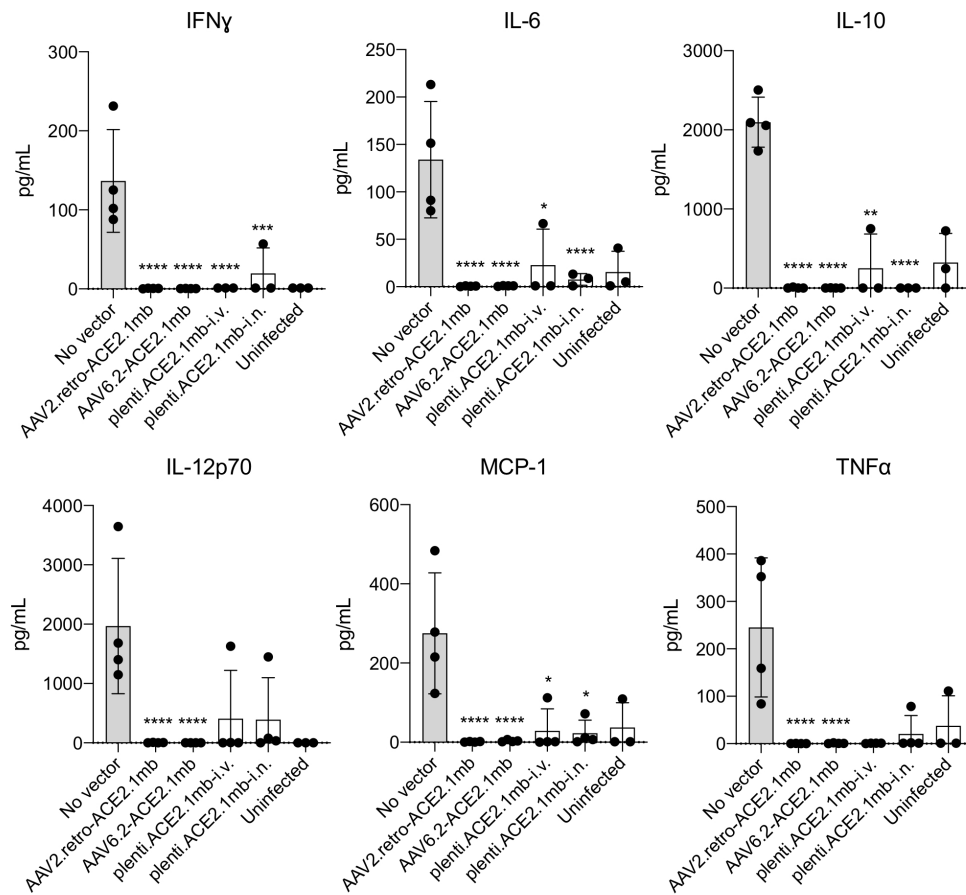 IFNɣ
300
200
100
0
pg/mL
****
****
****
***
No vector
AAV2.retro-ACE2.1mb
AAV6.2-ACE2.1mb
plenti.ACE2.1mb-i.v.
plenti.ACE2.1mb-i.n.
Uninfected
IL-6
250
200
150
100
50
0
pg/mL
****
****
*
****
No vector
AAV2.retro-ACE2.1mb
AAV6.2-ACE2.1mb
plenti.ACE2.1mb-i.v.
plenti.ACE2.1mb-i.n.
Uninfected
IL-10
3000
2000
1000
0
pg/mL
****
****
**
****
No vector
AAV2.retro-ACE2.1mb
AAV6.2-ACE2.1mb
plenti.ACE2.1mb-i.v.
plenti.ACE2.1mb-i.n.
Uninfected
IL-12p70
4000
3000
2000
1000
0
pg/mL
****
****
No vector
AAV2.retro-ACE2.1mb
AAV6.2-ACE2.1mb
plenti.ACE2.1mb-i.v.
plenti.ACE2.1mb-i.n.
Uninfected
MCP-1
600
400
200
0
pg/mL
****
****
*
*
No vector
AAV2.retro-ACE2.1mb
AAV6.2-ACE2.1mb
plenti.ACE2.1mb-i.v.
plenti.ACE2.1mb-i.n.
Uninfected
TNFα
500
400
300
200
100
0
pg/mL
****
****
No vector
AAV2.retro-ACE2.1mb
AAV6.2-ACE2.1mb
plenti.ACE2.1mb-i.v.
plenti.ACE2.1mb-i.n.
Uninfected